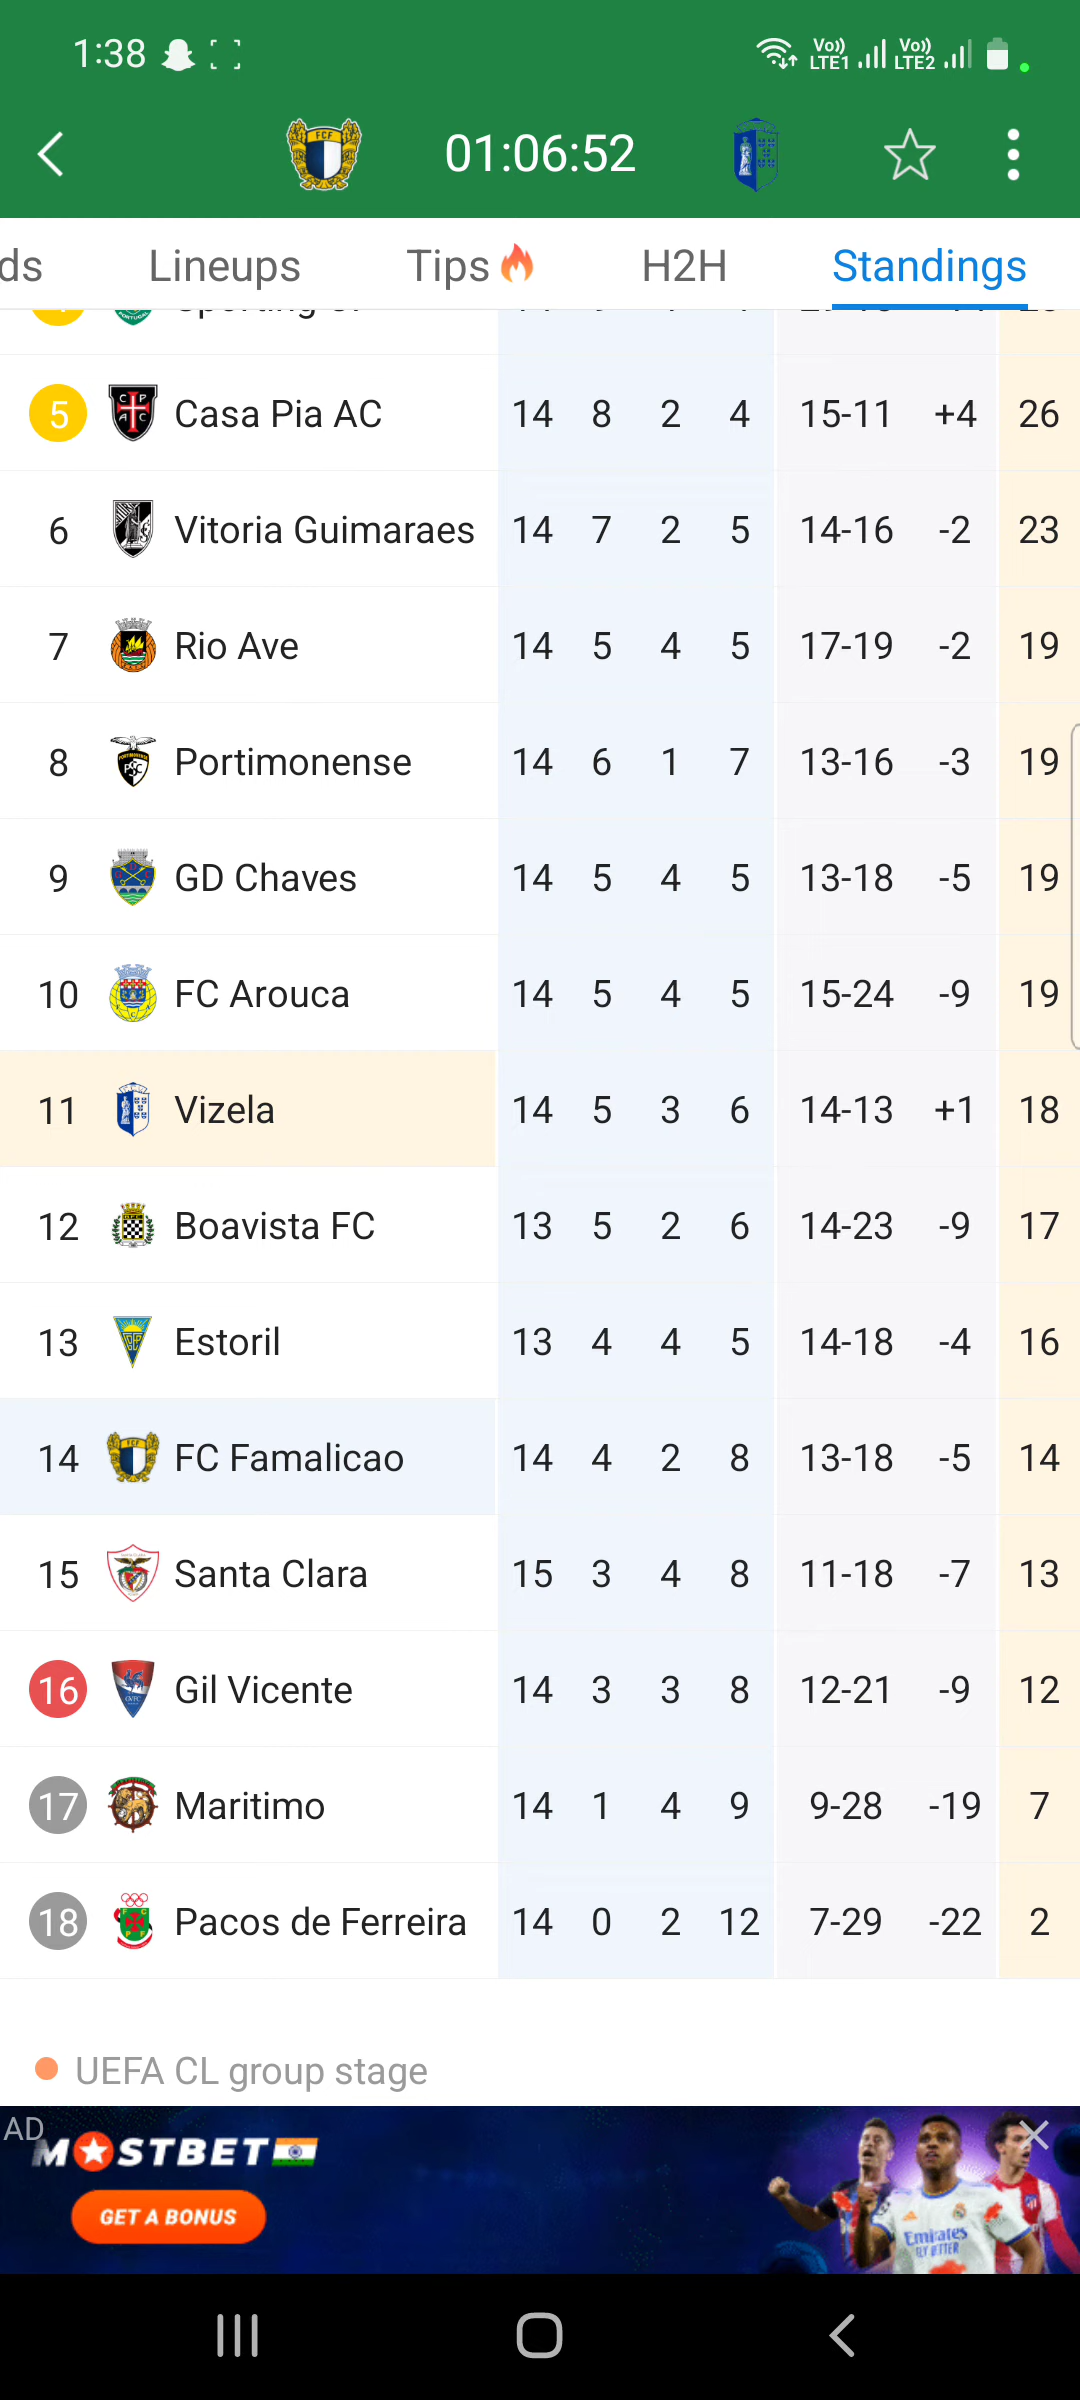 1:38 Vo)) LTE1 Vo)) LTE2
01:06:52
ds Lineups Tips H2H Standings
5 Casa Pia AC 14 8 2 4 15-11 +4 26
6 Vitoria Guimaraes 14 7 2 5 14-16 -2 23
7 Rio Ave 14 5 4 5 17-19 -2 19
8 Portimonense 14 6 1 7 13-16 -3 19
9 GD Chaves 14 5 4 5 13-18 -5 19
10 FC Arouca 14 5 4 5 15-24 -9 19
11 Vizela 14 5 3 6 14-13 +1 18
12 Boavista FC 13 5 2 6 14-23 -9 17
13 Estoril 13 4 4 5 14-18 -4 16
14 FC Famalicao 14 4 2 8 13-18 -5 14
15 Santa Clara 15 3 4 8 11-18 -7 13
16 Gil Vicente 14 3 3 8 12-21 -9 12
17 Maritimo 14 1 4 9 9-28 -19 7
18 Pacos de Ferreira 14 0 2 12 7-29 -22 2
UEFA CL group stage
AD
MOSTBET
GET A BONUS
Emirates
FLY BETTER